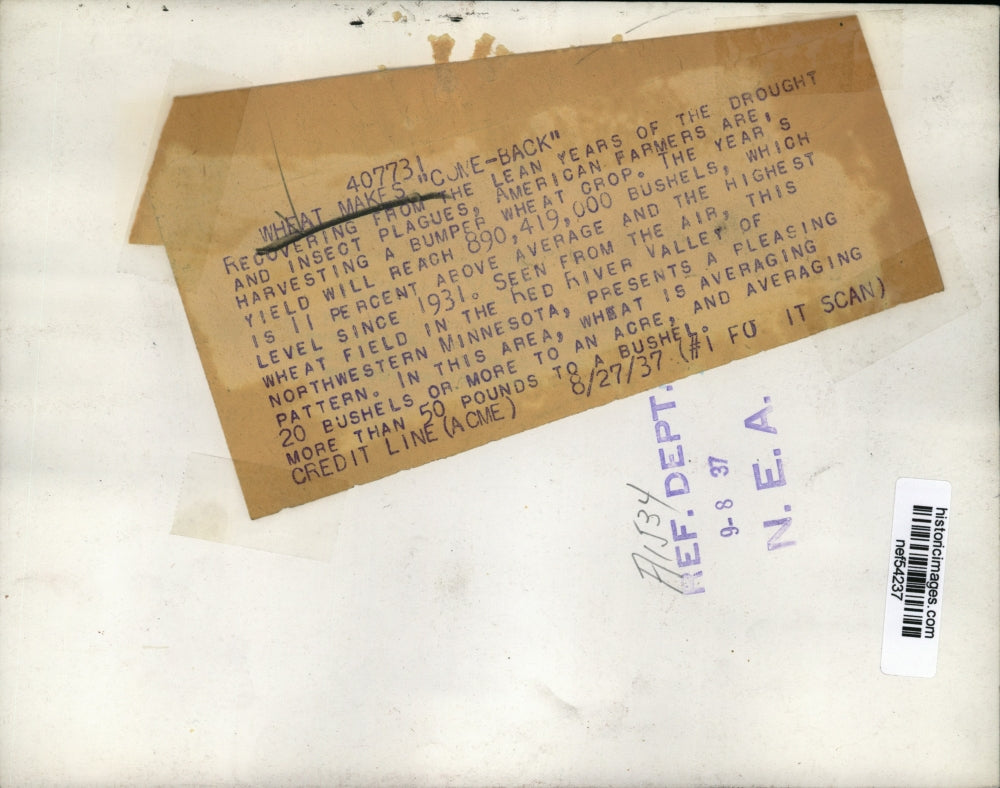 407731
WHEAT MAKES "COME-BACK"
RECOVERING FROM THE LEAN YEARS OF THE DROUGHT
AND INSECT PLAGUES, AMERICAN FARMERS ARE,
HARVESTING A BUMPER WHEAT CROP. THE YEAR'S
YIELD WILL REACH 890,419,000 BUSHELS, WHICH
IS 11 PERCENT ABOVE AVERAGE AND THE HIGHEST
LEVEL SINCE 1931. SEEN FROM THE AIR, THIS
WHEAT FIELD IN THE RED RIVER VALLEY OF
NORTHWESTERN MINNESOTA, PRESENTS A PLEASING
PATTERN. IN THIS AREA, WHEAT IS AVERAGING
20 BUSHELS OR MORE TO AN ACRE, AND AVERAGING
MORE THAN 50 POUNDS TO A BUSHEL.
CREDIT LINE (ACME) 8/27/37 (#1 FO IT SCAN)
REF. DEPT.
9-8 37
N. E. A.
historicimages.com
nef54237